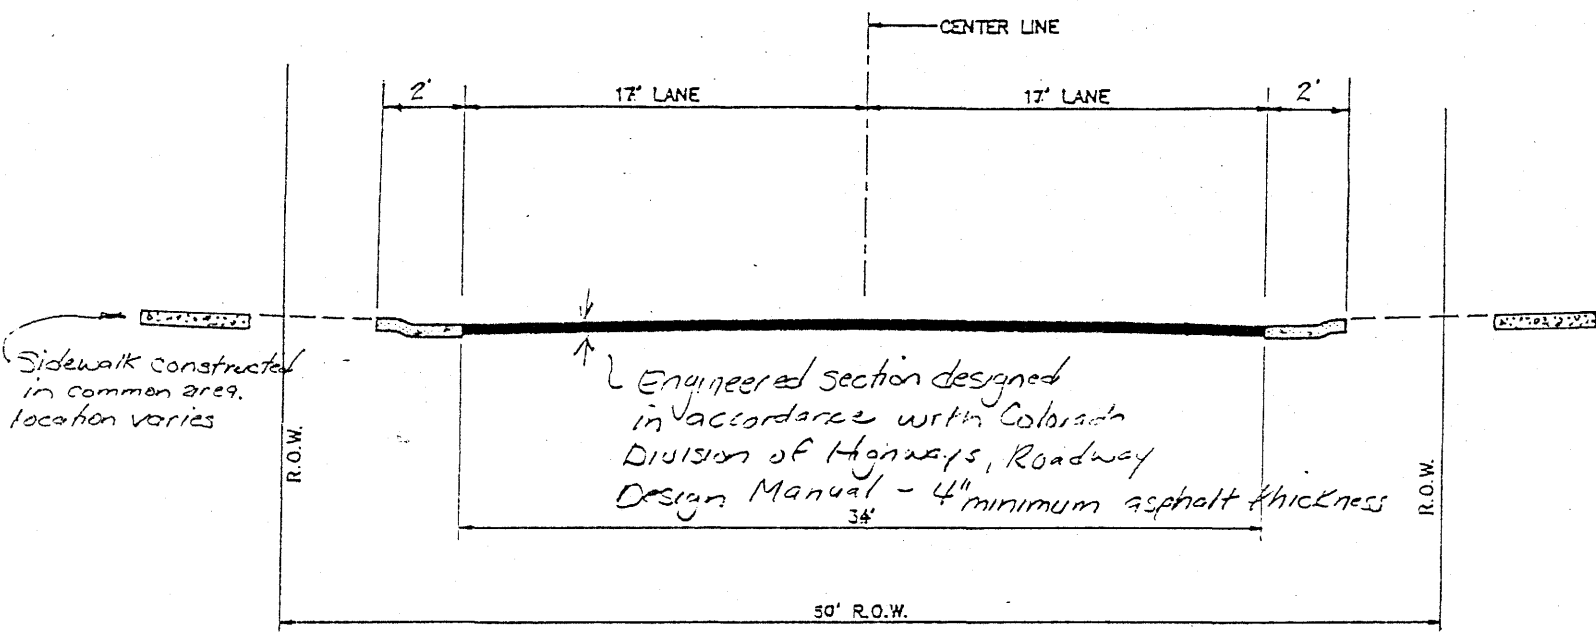 CENTER LINE
2' 17' LANE 17' LANE 2'
Sidewalk constructed
in common area.
location varies
Engineered section designed
in accordance with Colorado
Division of Highways, Roadway
Design Manual - 4" minimum asphalt thickness
R.O.W.
R.O.W.
34'
50' R.O.W.